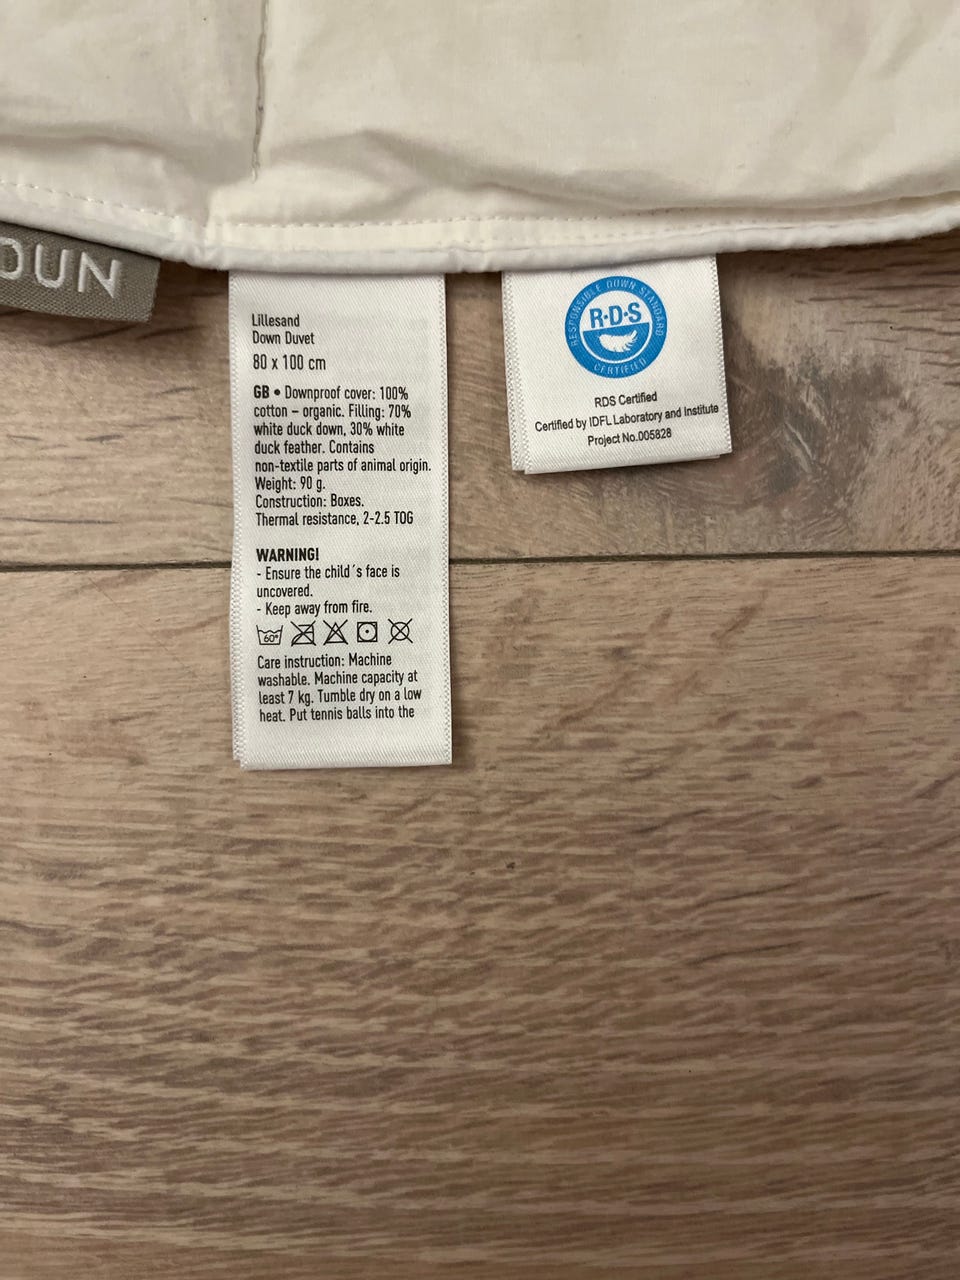 DUN
Lillesand
Down Duvet
80 x 100 cm
GB • Downproof cover: 100%
cotton – organic. Filling: 70%
white duck down, 30% white
duck feather. Contains
non-textile parts of animal origin.
Weight: 90 g.
Construction: Boxes.
Thermal resistance, 2-2.5 TOG
WARNING!
- Ensure the child´s face is
uncovered.
- Keep away from fire.
60°
Care instruction: Machine
washable. Machine capacity at
least 7 kg. Tumble dry on a low
heat. Put tennis balls into the
RESPONSIBLE DOWN STANDARD
R·D·S
CERTIFIED
RDS Certified
Certified by IDFL Laboratory and Institute
Project No.005828